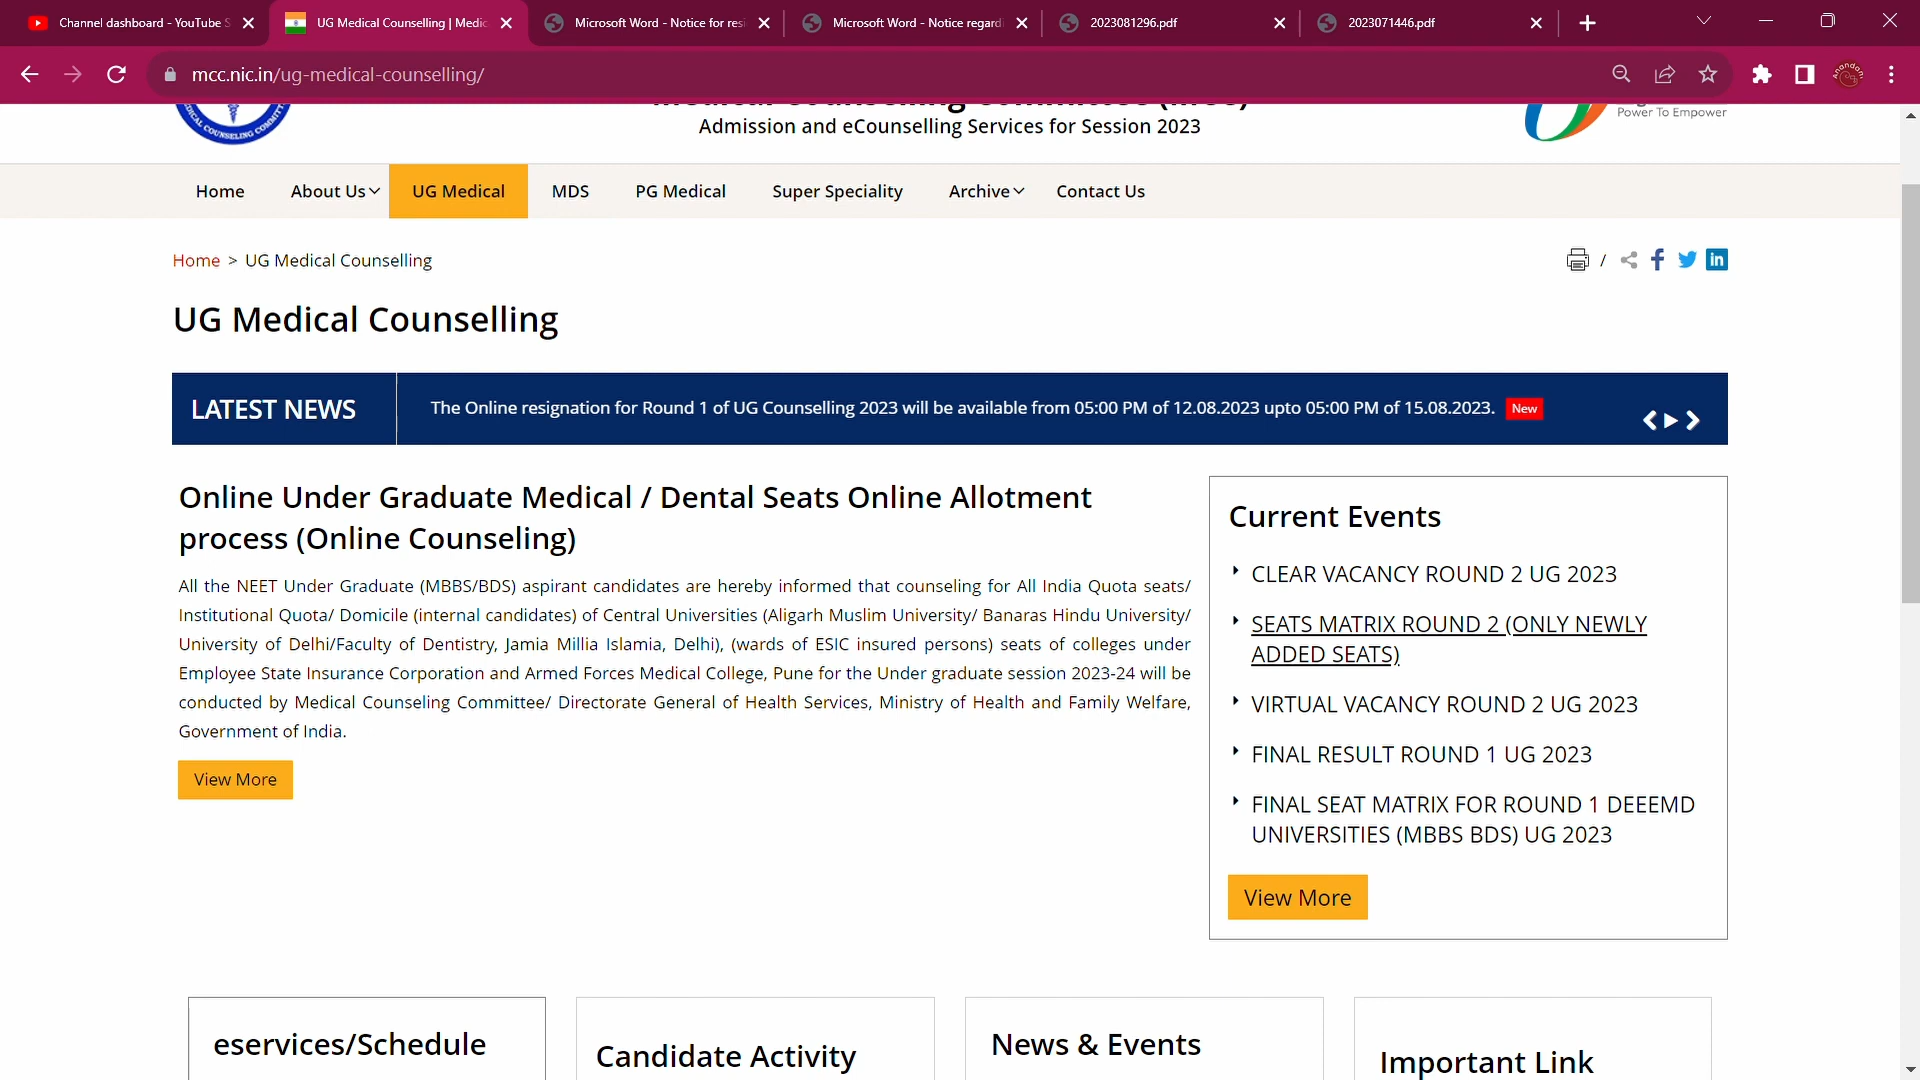 Channel dashboard - YouTube S
UG Medical Counselling | Medic
Microsoft Word - Notice for resi
Microsoft Word - Notice regardi
2023081296.pdf
2023071446.pdf
mcc.nic.in/ug-medical-counselling/
Medical Counselling Committee (MCC)
Admission and eCounselling Services for Session 2023
Power To Empower
Home About Us UG Medical MDS PG Medical Super Speciality Archive Contact Us
Home > UG Medical Counselling
/
UG Medical Counselling
LATEST NEWS
The Online resignation for Round 1 of UG Counselling 2023 will be available from 05:00 PM of 12.08.2023 upto 05:00 PM of 15.08.2023. New
Online Under Graduate Medical / Dental Seats Online Allotment
process (Online Counseling)
All the NEET Under Graduate (MBBS/BDS) aspirant candidates are hereby informed that counseling for All India Quota seats/
Institutional Quota/ Domicile (internal candidates) of Central Universities (Aligarh Muslim University/ Banaras Hindu University/
University of Delhi/Faculty of Dentistry, Jamia Millia Islamia, Delhi), (wards of ESIC insured persons) seats of colleges under
Employee State Insurance Corporation and Armed Forces Medical College, Pune for the Under graduate session 2023-24 will be
conducted by Medical Counseling Committee/ Directorate General of Health Services, Ministry of Health and Family Welfare,
Government of India.
View More
Current Events
CLEAR VACANCY ROUND 2 UG 2023
SEATS MATRIX ROUND 2 (ONLY NEWLY
ADDED SEATS)
VIRTUAL VACANCY ROUND 2 UG 2023
FINAL RESULT ROUND 1 UG 2023
FINAL SEAT MATRIX FOR ROUND 1 DEEEMD
UNIVERSITIES (MBBS BDS) UG 2023
View More
eservices/Schedule
Candidate Activity
News & Events
Important Link